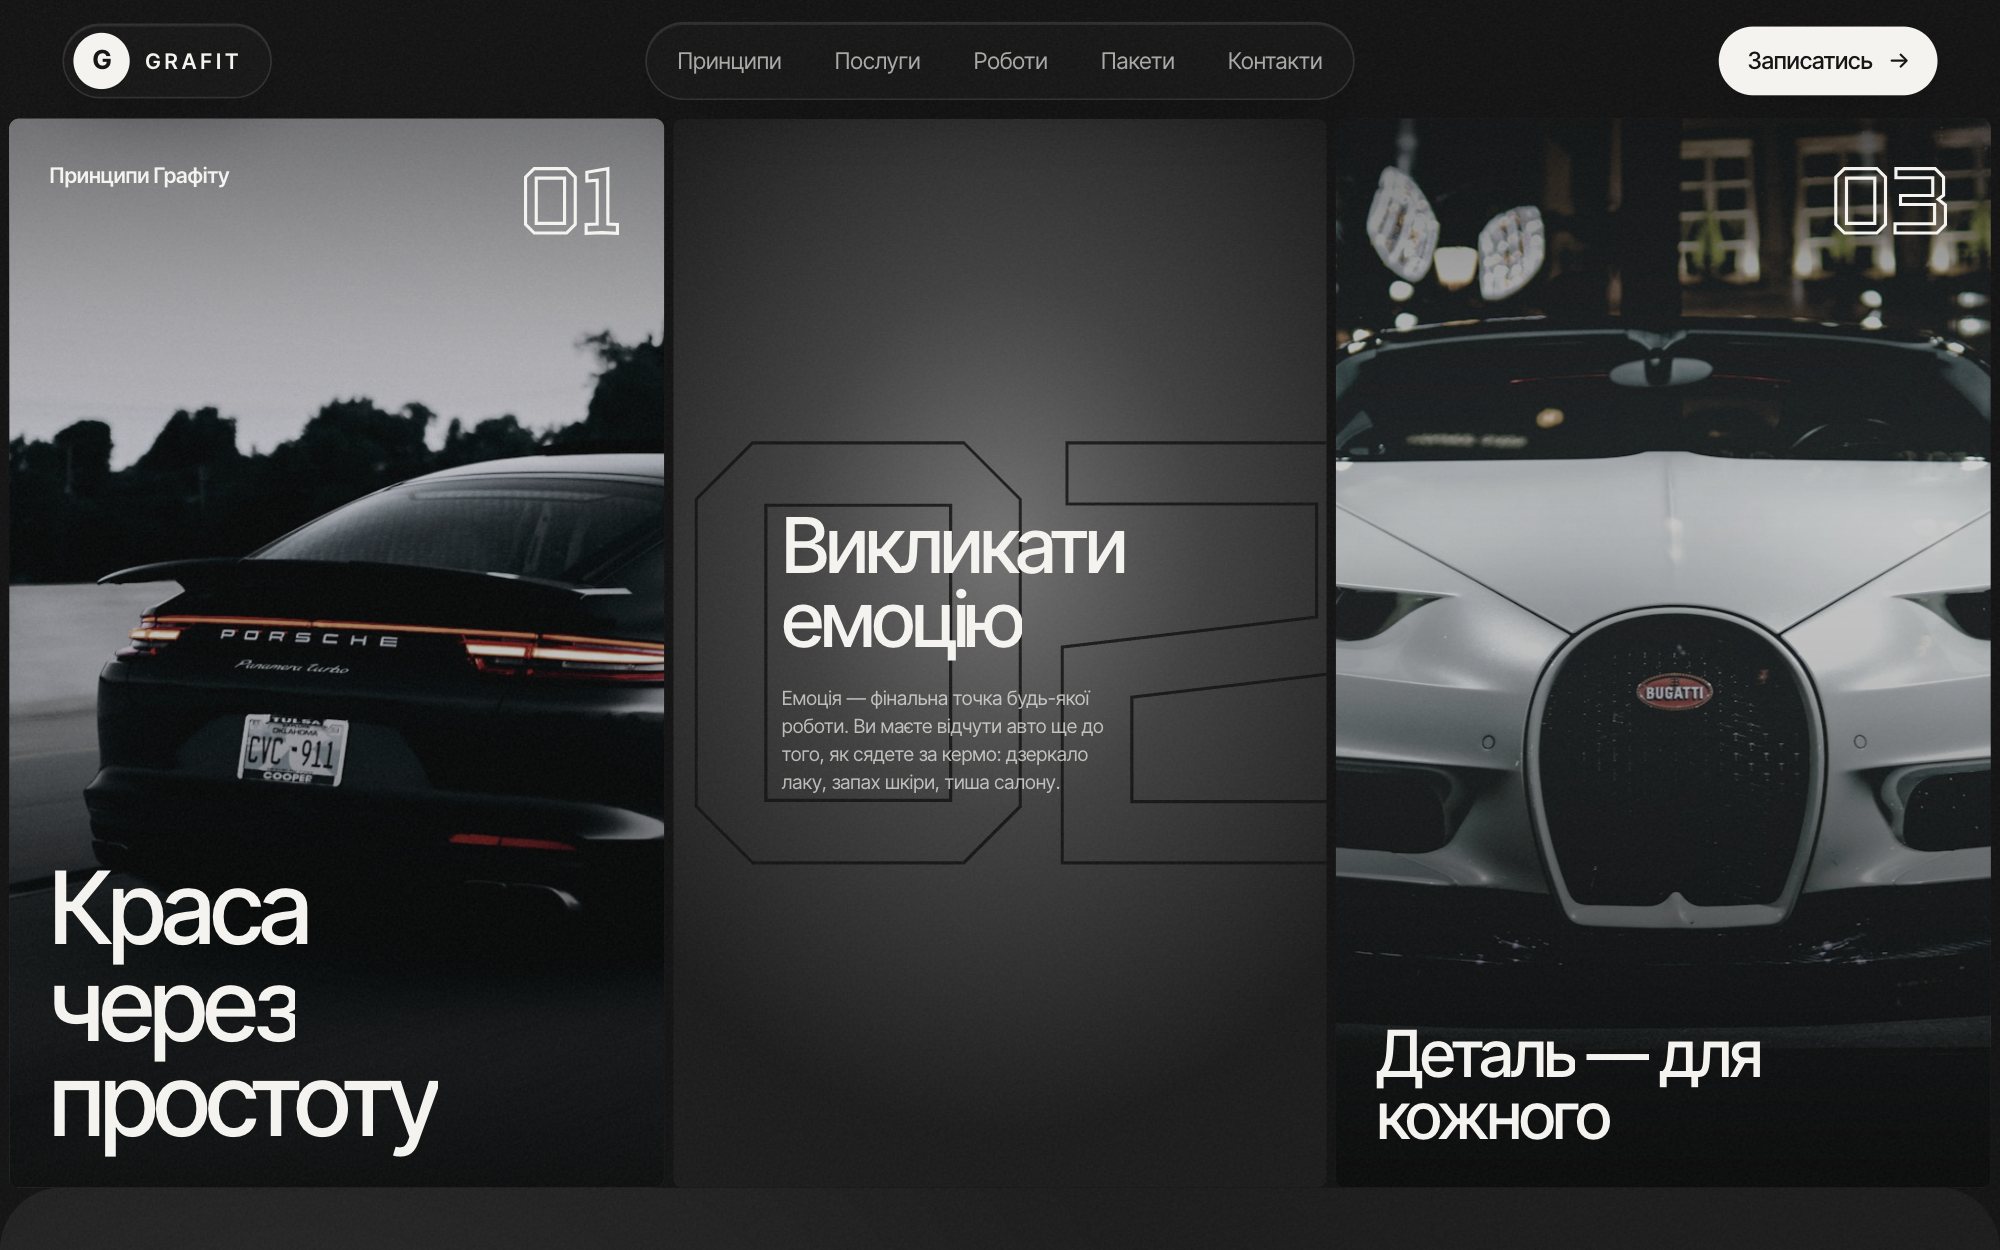 G GRAFIT
Принципи Послуги Роботи Пакети Контакти
Записатись →
Принципи Графіту
01
PORSCHE
Panamera turbo
TULSA
OKLAHOMA
CVC-911
COOPER
Краса
через
простоту
02
Викликати
емоцію
Емоція — фінальна точка будь-якої
роботи. Ви маєте відчути авто ще до
того, як сядете за кермо: дзеркало
лаку, запах шкіри, тиша салону.
03
BUGATTI
Деталь — для
кожного